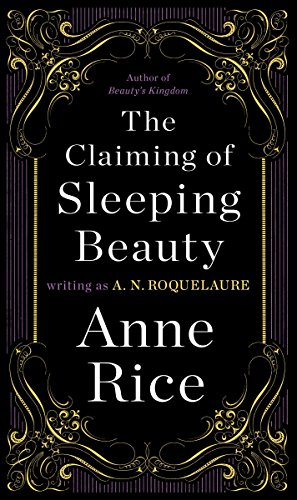 Author of
Beauty's Kingdom
The
Claiming of
Sleeping
Beauty
writing as A. N. ROQUELAURE
Anne
Rice